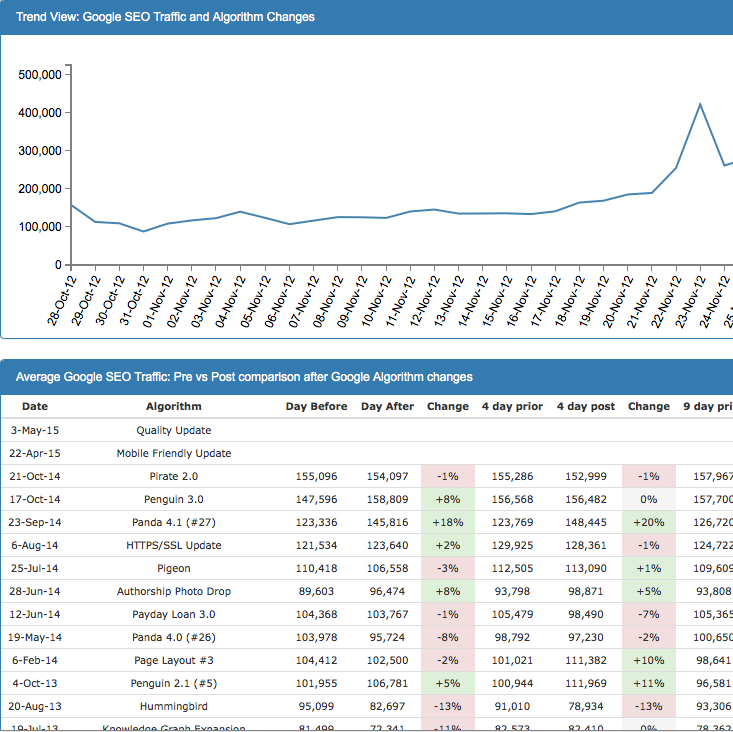 Trend View: Google SEO Traffic and Algorithm Changes
500,000
400,000
300,000
200,000
100,000
0
28-Oct-12 29-Oct-12 30-Oct-12 31-Oct-12 01-Nov-12 02-Nov-12 03-Nov-12 04-Nov-12 05-Nov-12 06-Nov-12 07-Nov-12 08-Nov-12 09-Nov-12 10-Nov-12 11-Nov-12 12-Nov-12 13-Nov-12 14-Nov-12 15-Nov-12 16-Nov-12 17-Nov-12 18-Nov-12 19-Nov-12 20-Nov-12 21-Nov-12 22-Nov-12 23-Nov-12 24-Nov-12
Average Google SEO Traffic: Pre vs Post comparison after Google Algorithm changes
Date Algorithm Day Before Day After Change 4 day prior 4 day post Change 9 day pri
3-May-15 Quality Update
22-Apr-15 Mobile Friendly Update
21-Oct-14 Pirate 2.0 155,096 154,097 -1% 155,286 152,999 -1% 157,967
17-Oct-14 Penguin 3.0 147,596 158,809 +8% 156,568 156,482 0% 157,700
23-Sep-14 Panda 4.1 (#27) 123,336 145,816 +18% 123,769 148,445 +20% 126,720
6-Aug-14 HTTPS/SSL Update 121,534 123,640 +2% 129,925 128,361 -1% 124,722
25-Jul-14 Pigeon 110,418 106,558 -3% 112,505 113,090 +1% 109,609
28-Jun-14 Authorship Photo Drop 89,603 96,474 +8% 93,798 98,871 +5% 93,808
12-Jun-14 Payday Loan 3.0 104,368 103,767 -1% 105,479 98,490 -7% 105,365
19-May-14 Panda 4.0 (#26) 103,978 95,724 -8% 98,792 97,230 -2% 100,650
6-Feb-14 Page Layout #3 104,412 102,500 -2% 101,021 111,382 +10% 98,641
4-Oct-13 Penguin 2.1 (#5) 101,955 106,781 +5% 100,944 111,969 +11% 96,581
20-Aug-13 Hummingbird 95,099 82,697 -13% 91,010 78,934 -13% 93,306
19-Jul-13 Knowledge Graph Expansion 81,499 72,341 -11% 82,573 82,410 0% 78,362